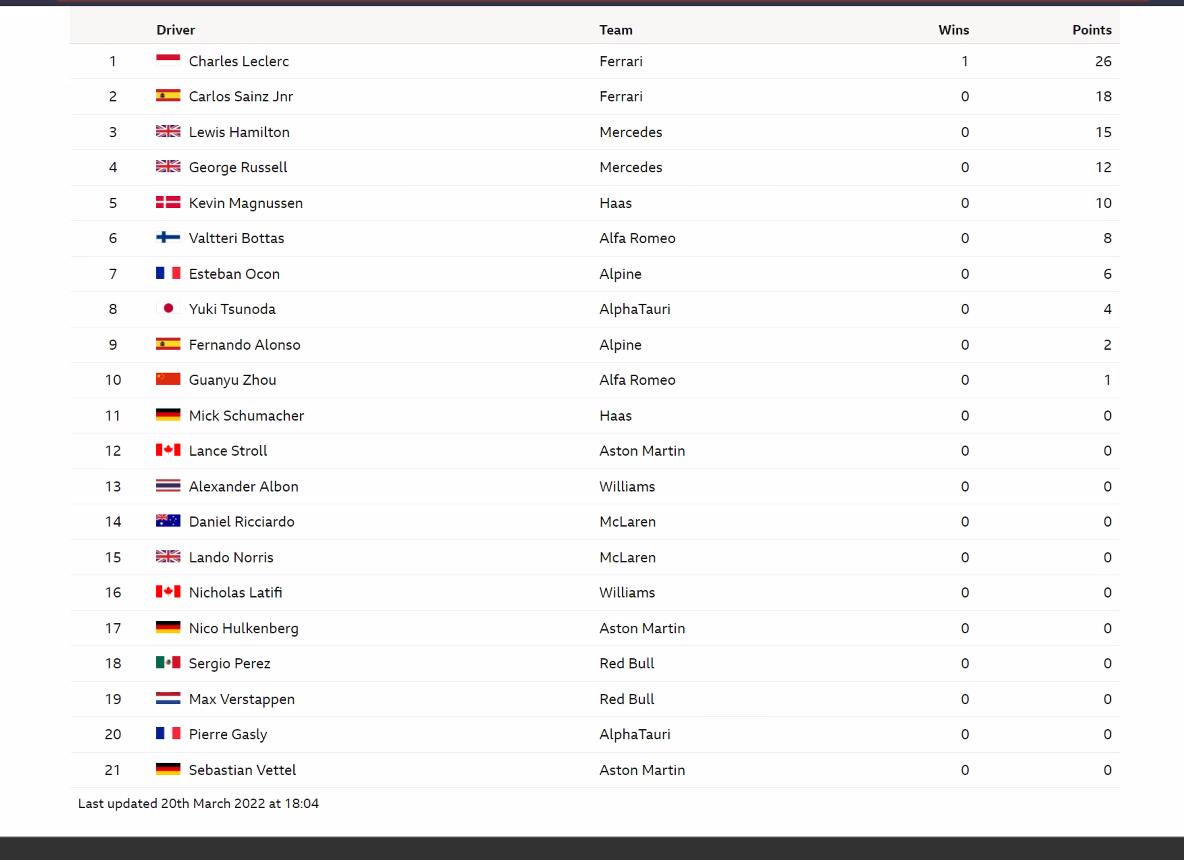 Driver Team Wins Points
1 Charles Leclerc Ferrari 1 26
2 Carlos Sainz Jnr Ferrari 0 18
3 Lewis Hamilton Mercedes 0 15
4 George Russell Mercedes 0 12
5 Kevin Magnussen Haas 0 10
6 Valtteri Bottas Alfa Romeo 0 8
7 Esteban Ocon Alpine 0 6
8 Yuki Tsunoda AlphaTauri 0 4
9 Fernando Alonso Alpine 0 2
10 Guanyu Zhou Alfa Romeo 0 1
11 Mick Schumacher Haas 0 0
12 Lance Stroll Aston Martin 0 0
13 Alexander Albon Williams 0 0
14 Daniel Ricciardo McLaren 0 0
15 Lando Norris McLaren 0 0
16 Nicholas Latifi Williams 0 0
17 Nico Hulkenberg Aston Martin 0 0
18 Sergio Perez Red Bull 0 0
19 Max Verstappen Red Bull 0 0
20 Pierre Gasly AlphaTauri 0 0
21 Sebastian Vettel Aston Martin 0 0
Last updated 20th March 2022 at 18:04